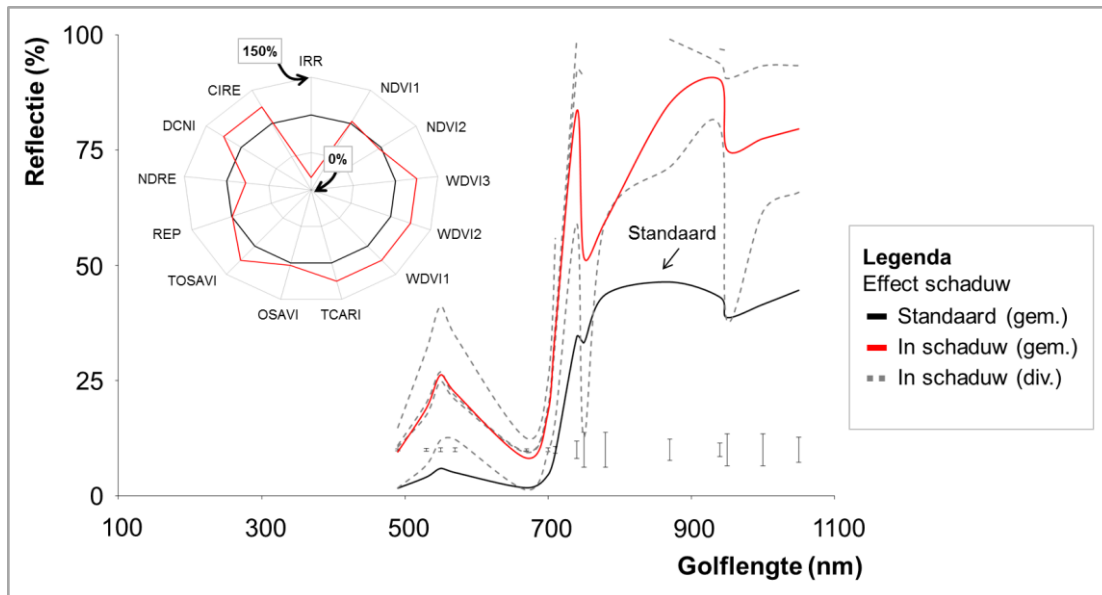 Reflectie (%)
100
75
50
25
0
100
300
500
700
900
1100
Golflengte (nm)
150%
0%
IRR
NDVI1
NDVI2
WDVI3
WDVI2
WDVI1
TCARI
OSAVI
TOSAVI
REP
NDRE
DCNI
CIRE
Standaard
Legenda
Effect schaduw
Standaard (gem.)
In schaduw (gem.)
In schaduw (div.)